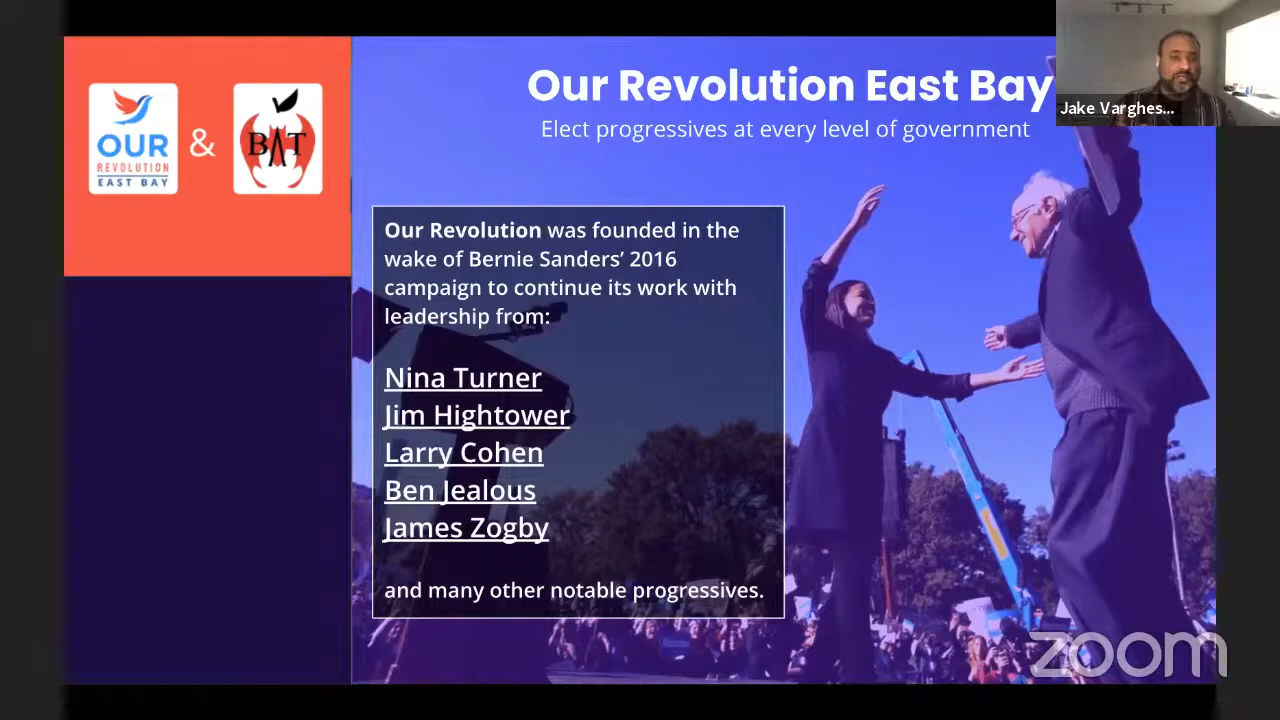 OUR
REVOLUTION
EAST BAY
&
BAT
Our Revolution East Bay
Elect progressives at every level of government
Jake Varghes...
Our Revolution was founded in the
wake of Bernie Sanders’ 2016
campaign to continue its work with
leadership from:
Nina Turner
Jim Hightower
Larry Cohen
Ben Jealous
James Zogby
and many other notable progressives.
zoom